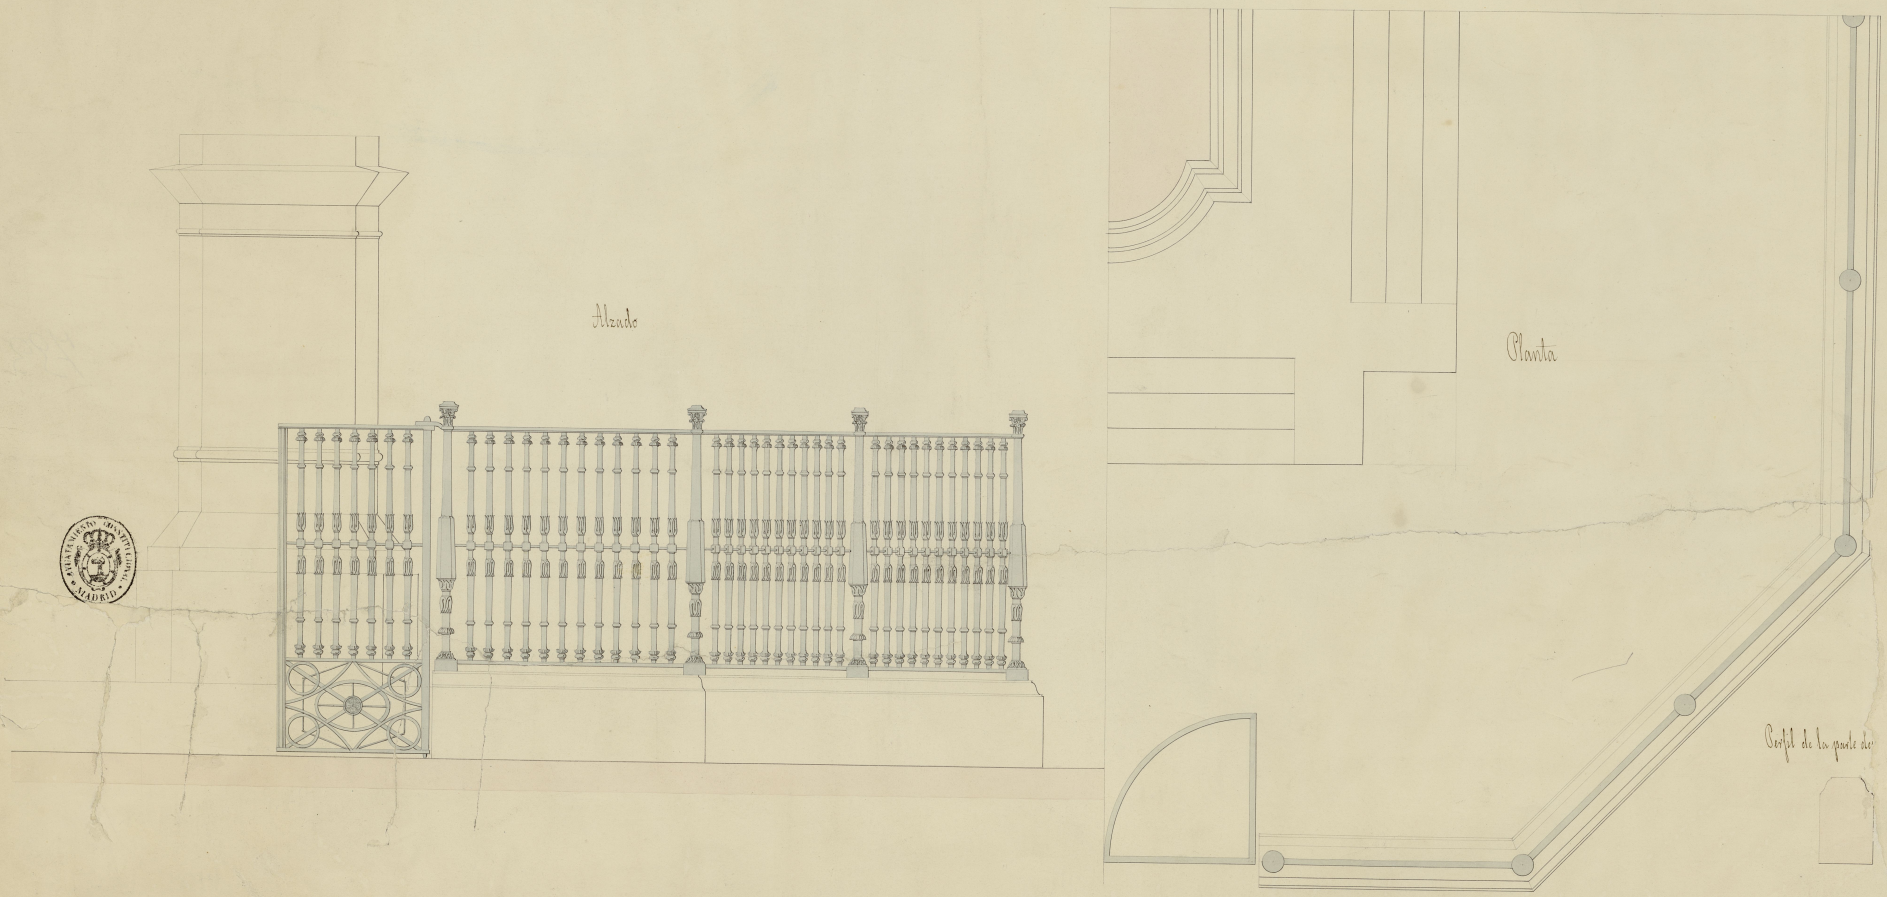 Alzado
Planta
Perfil de la parte de
AYUNTAMIENTO CONSTITUCIONAL
MADRID